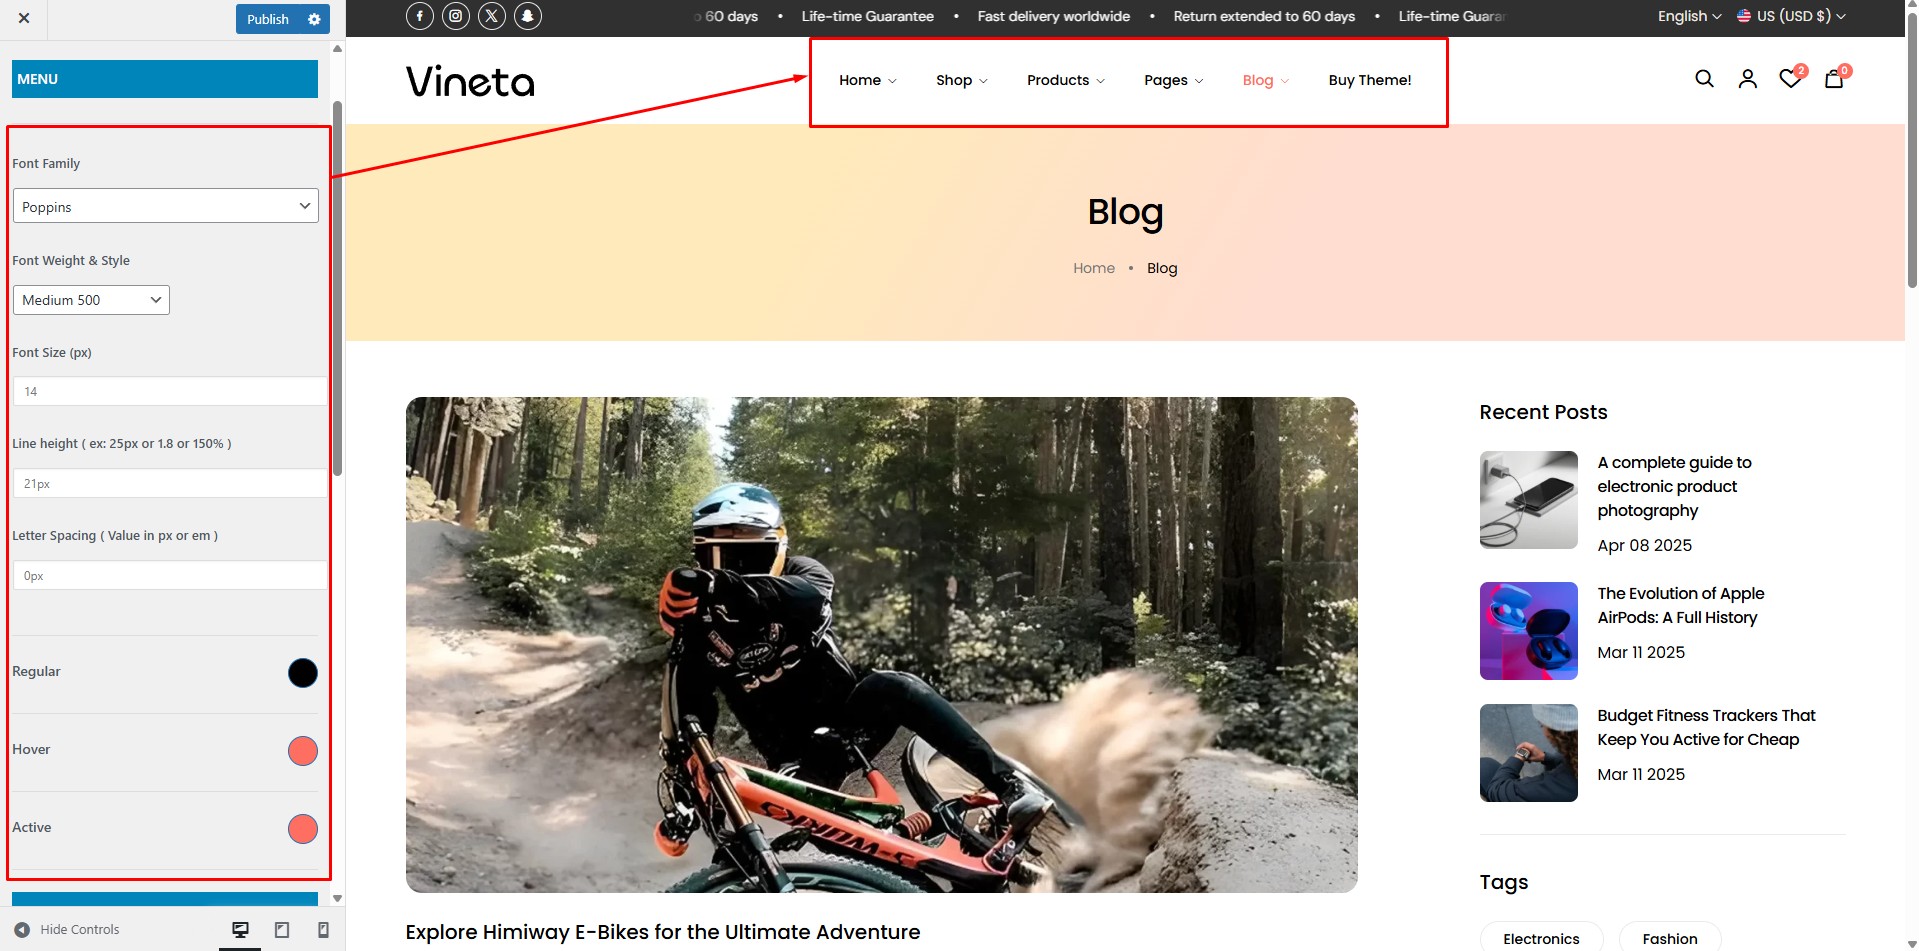 Publish
MENU
Font Family
Poppins
Font Weight & Style
Medium 500
Font Size (px)
14
Line height ( ex: 25px or 1.8 or 150% )
21px
Letter Spacing ( Value in px or em )
0px
Regular
Hover
Active
Hide Controls
60 days • Life-time Guarantee • Fast delivery worldwide • Return extended to 60 days • Life-time
English US (USD $)
Vineta
Home Shop Products Pages Blog Buy Theme!
2 0
Blog
Home • Blog
Explore Himiway E-Bikes for the Ultimate Adventure
Recent Posts
A complete guide to
electronic product
photography
Apr 08 2025
The Evolution of Apple
AirPods: A Full History
Mar 11 2025
Budget Fitness Trackers That
Keep You Active for Cheap
Mar 11 2025
Tags
Electronics Fashion